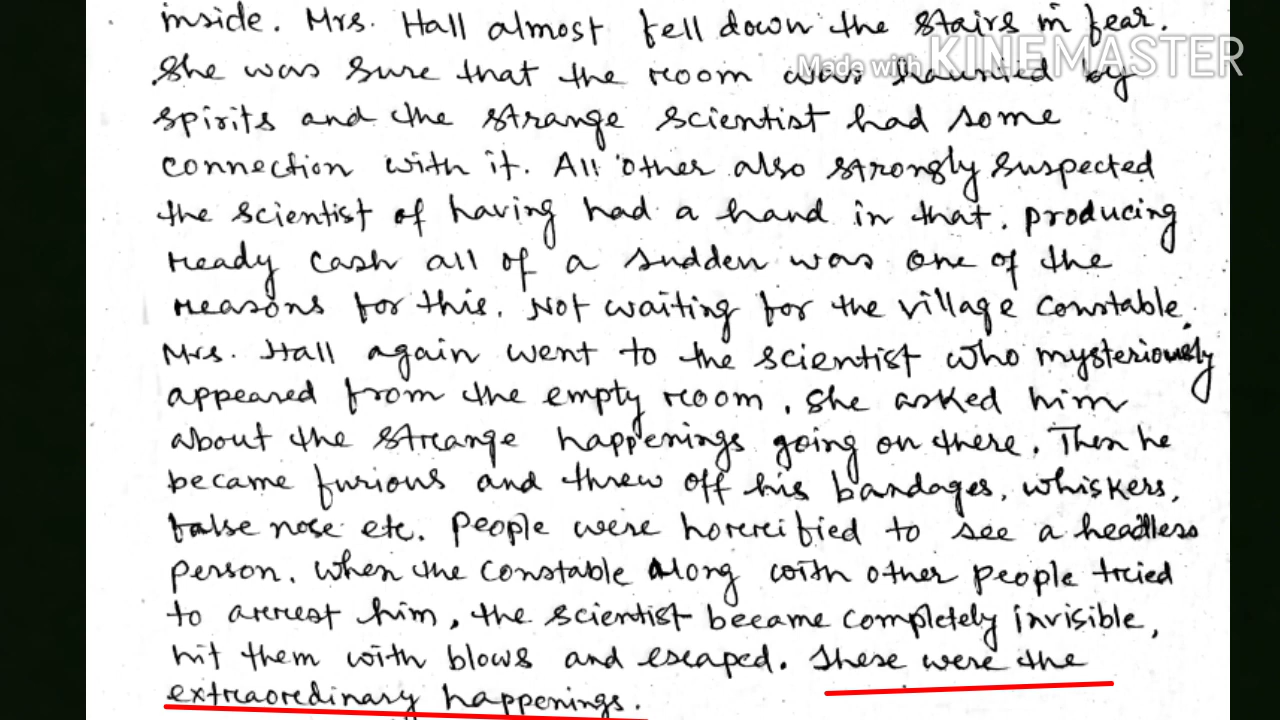 inside. Mrs. Hall almost fell down the stairs in fear.
Made with KINEMASTER
She was sure that the room was haunted by
spirits and the strange scientist had some
connection with it. All other also strongly suspected
the scientist of having had a hand in that. Producing
ready cash all of a sudden was one of the
reasons for this. Not waiting for the village constable.
Mrs. Hall again went to the scientist who mysteriously
appeared from the empty room. She asked him
about the strange happenings going on there. Then he
became furious and threw off his bandages, whiskers,
false nose etc. People were horrified to see a headless
person. When the constable along with other people tried
to arrest him, the scientist became completely invisible,
hit them with blows and escaped. These were the
extraordinary happenings.